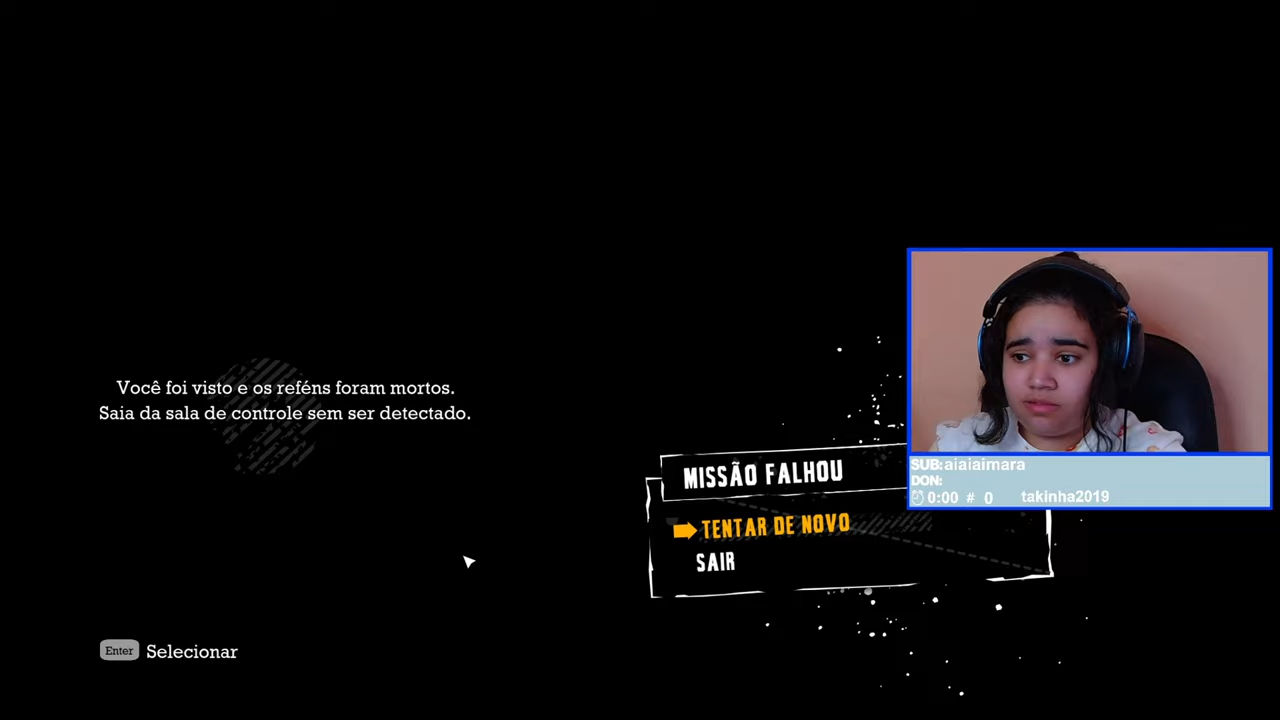 Você foi visto e os reféns foram mortos.
Saia da sala de controle sem ser detectado.
MISSÃO FALHOU
TENTAR DE NOVO
SAIR
SUB:aiaiaimara
DON:
0:00 # 0 takinha2019
Enter Selecionar